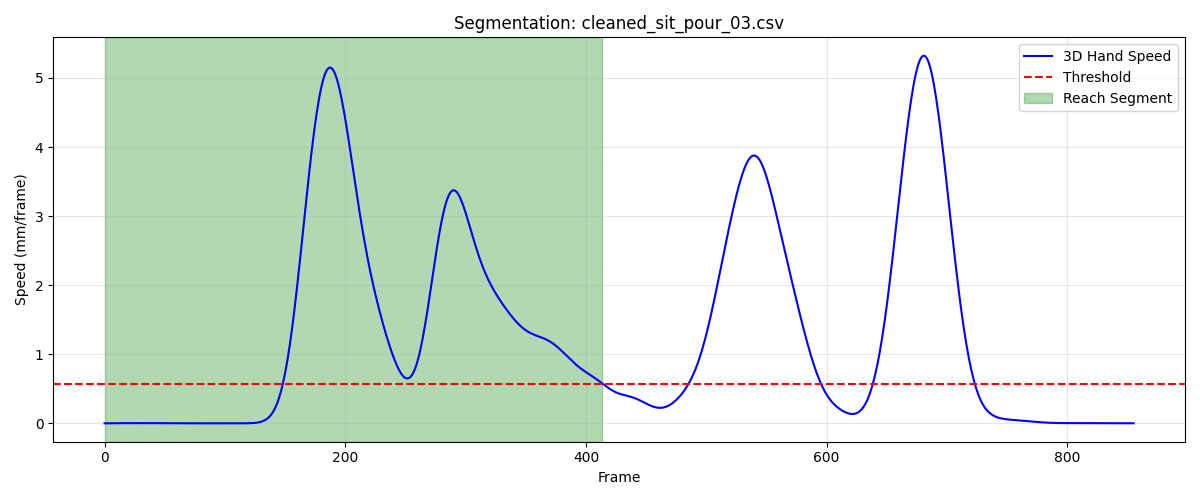 Segmentation: cleaned_sit_pour_03.csv
3D Hand Speed
Threshold
Reach Segment
Speed (mm/frame)
5
4
3
2
1
0
0 200 400 600 800
Frame